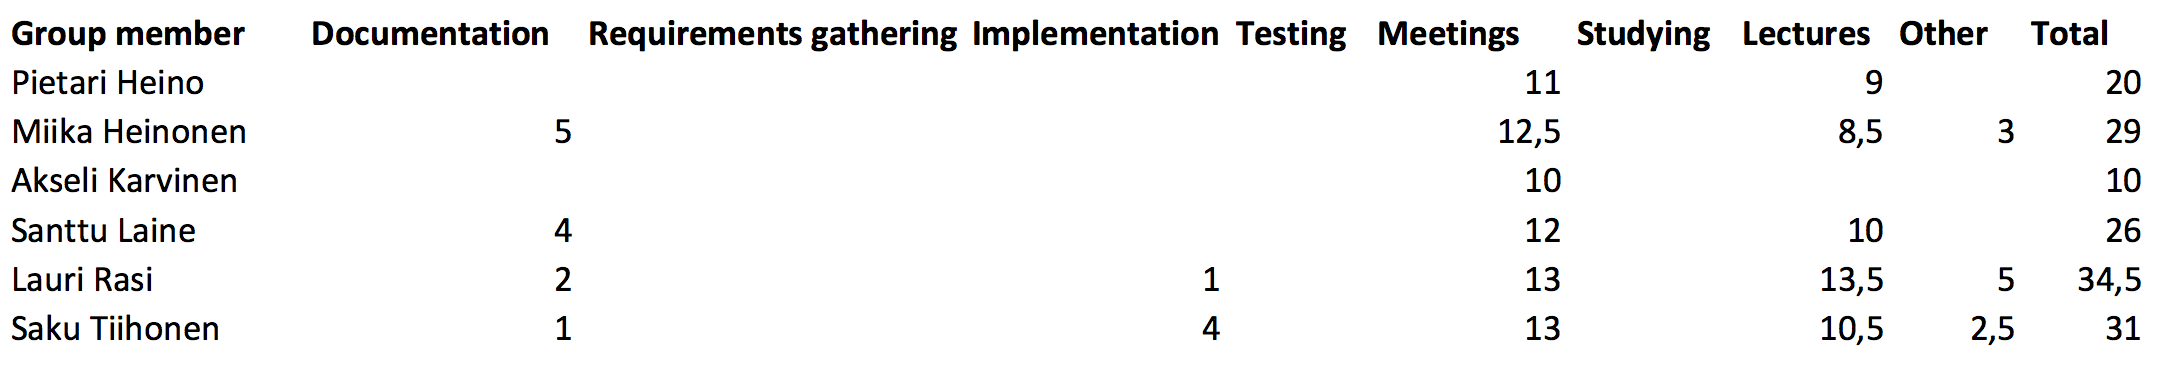 Group member Documentation Requirements gathering Implementation Testing Meetings Studying Lectures Other Total
Pietari Heino 11 9 20
Miika Heinonen 5 12,5 8,5 3 29
Akseli Karvinen 10 10
Santtu Laine 4 12 10 26
Lauri Rasi 2 1 13 13,5 5 34,5
Saku Tiihonen 1 4 13 10,5 2,5 31